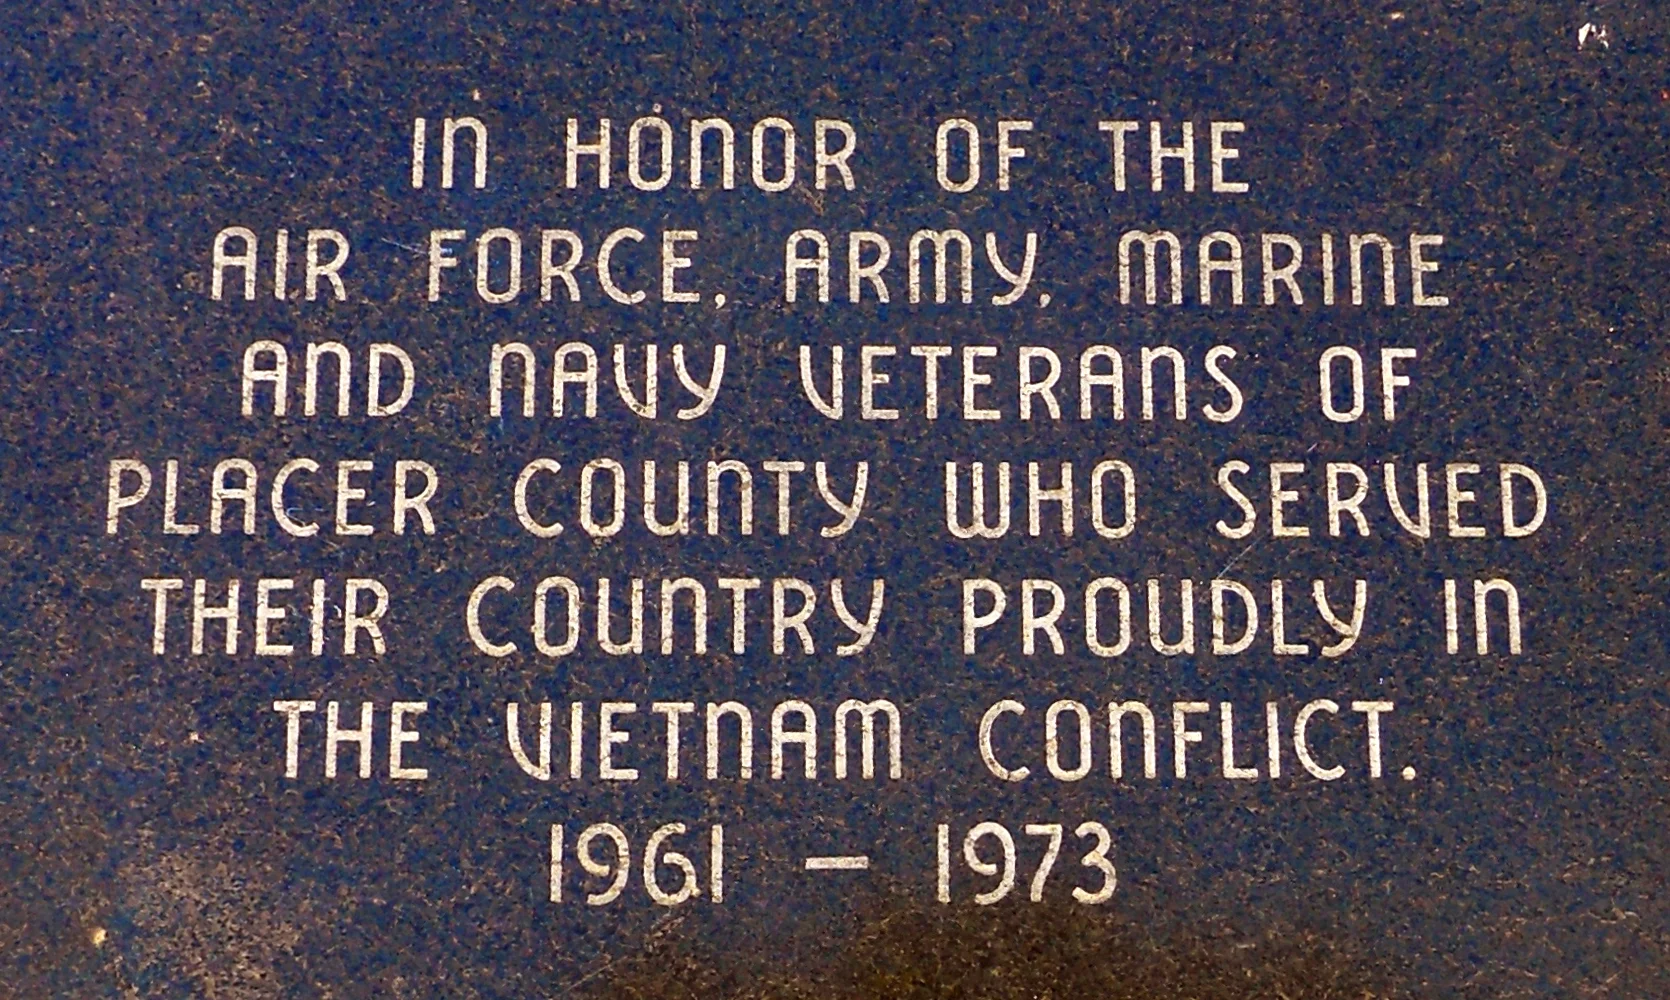 IN HONOR OF THE
AIR FORCE, ARMY, MARINE
AND NAVY VETERANS OF
PLACER COUNTY WHO SERVED
THEIR COUNTRY PROUDLY IN
THE VIETNAM CONFLICT.
1961 – 1973